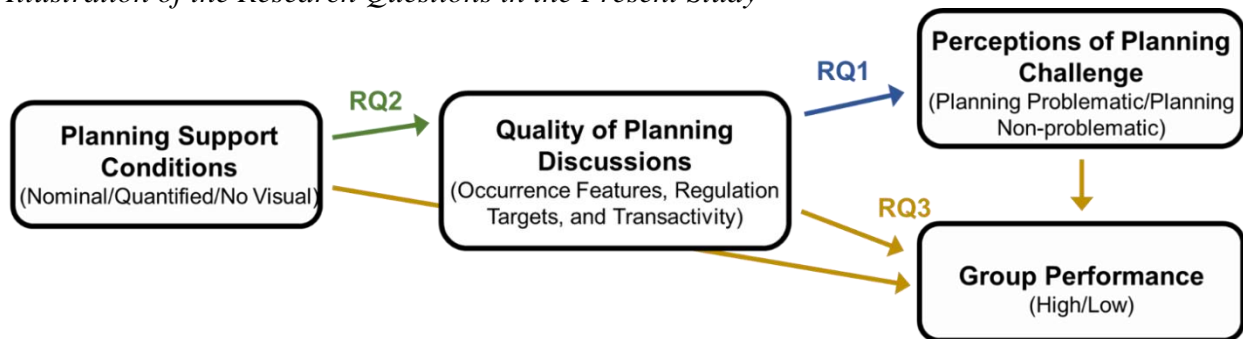 Illustration of the Research Questions in the Present Study
Planning Support
Conditions
(Nominal/Quantified/No Visual)
RQ2
Quality of Planning
Discussions
(Occurrence Features, Regulation
Targets, and Transactivity)
RQ1
Perceptions of Planning
Challenge
(Planning Problematic/Planning
Non-problematic)
RQ3
Group Performance
(High/Low)